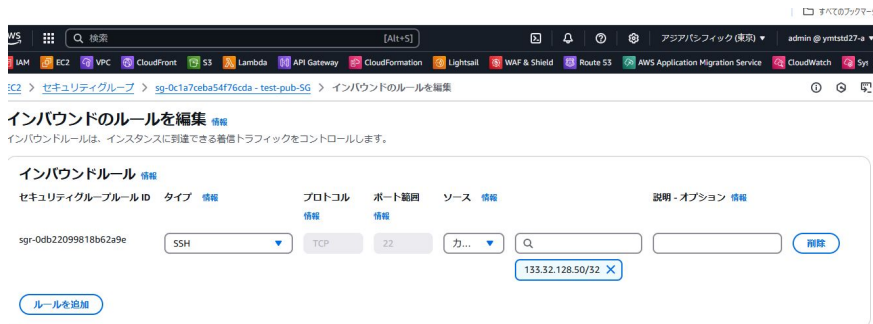 すべてのブックマーク
ws 検索 [Alt+S] アジアパシフィック (東京) ▼ admin @ ymtstd27-a ▼
IAM EC2 VPC CloudFront S3 Lambda API Gateway CloudFormation Lightsail WAF & Shield Route 53 AWS Application Migration Service CloudWatch Sys
EC2 > セキュリティグループ > sg-0c1a7ceba54f76cda - test-pub-SG > インバウンドのルールを編集
インバウンドのルールを編集 情報
インバウンドルールは、インスタンスに到達できる着信トラフィックをコントロールします。
インバウンドルール 情報
セキュリティグループルール ID タイプ 情報 プロトコル ポート範囲 ソース 情報 説明 - オプション 情報
情報 情報
sgr-0db22099818b62a9e SSH TCP 22 カ... 削除
133.32.128.50/32
ルールを追加